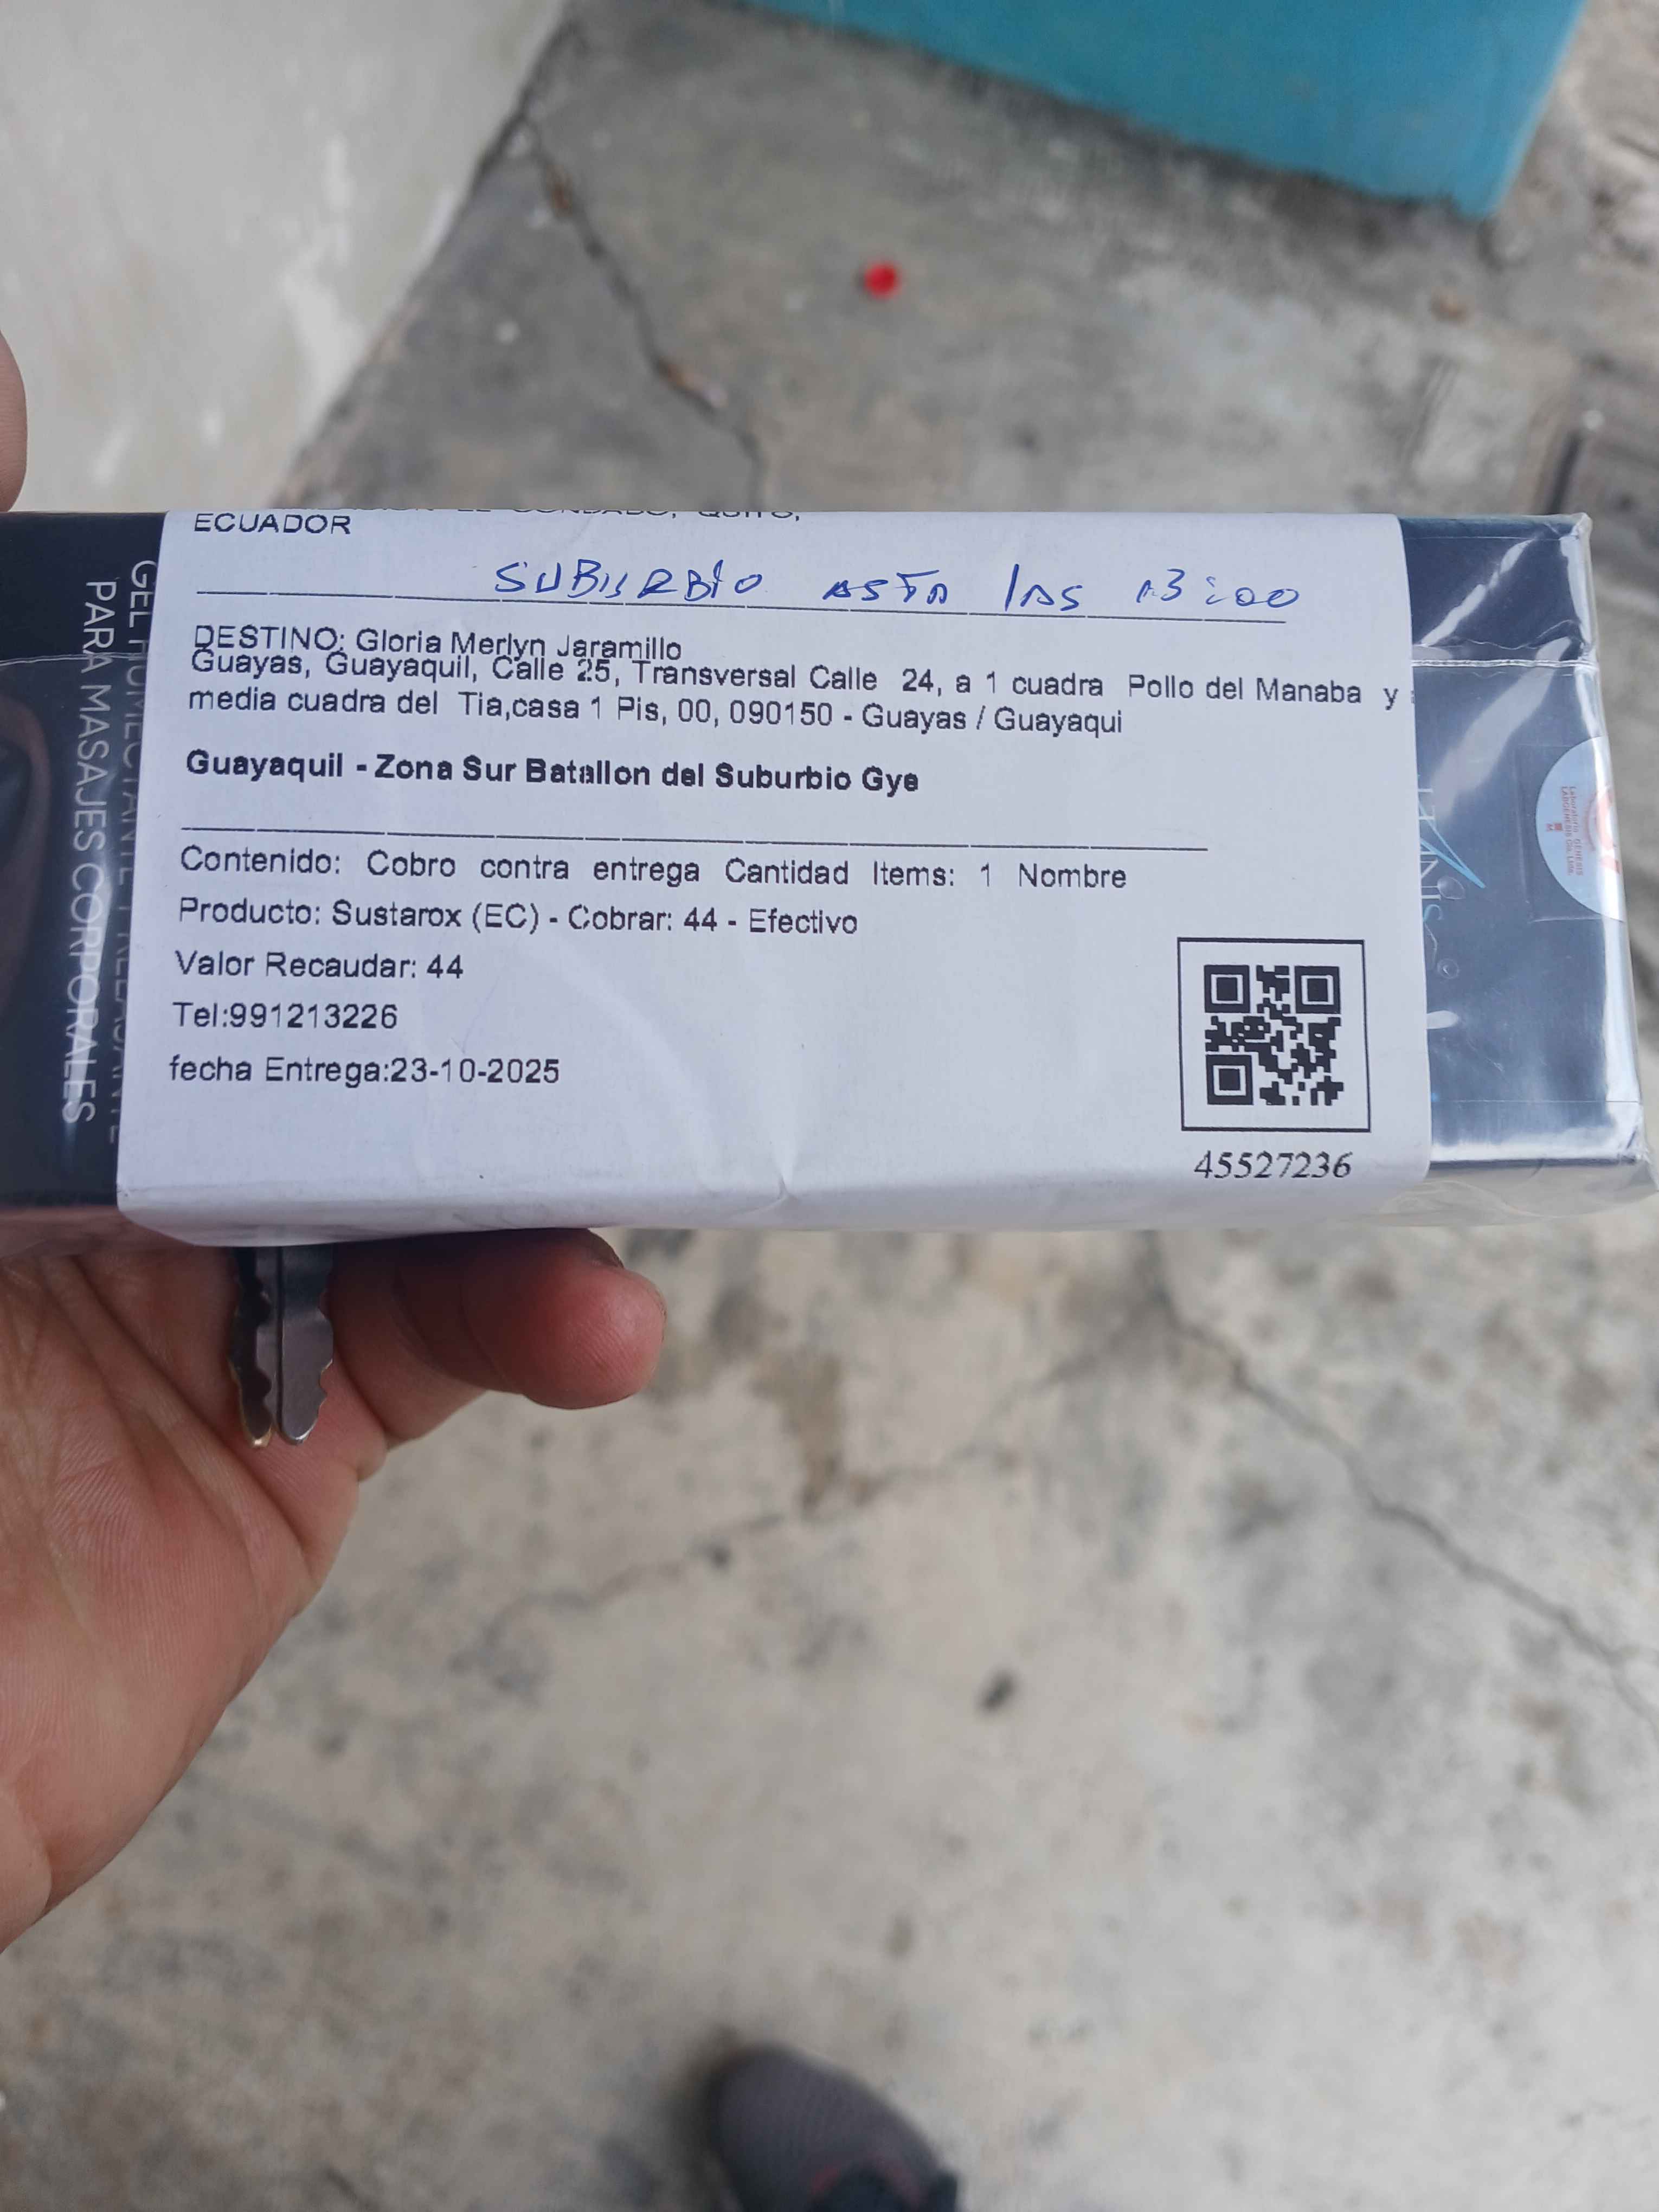 ECUADOR
SUBURBIO ASTA LAS 13:00
DESTINO: Gloria Merlyn Jaramillo
Guayas, Guayaquil, Calle 25, Transversal Calle 24, a 1 cuadra Pollo del Manaba y
media cuadra del Tia,casa 1 Pis, 00, 090150 - Guayas / Guayaqui
Guayaquil - Zona Sur Batallon del Suburbio Gye
Contenido: Cobro contra entrega Cantidad Items: 1 Nombre
Producto: Sustarox (EC) - Cobrar: 44 - Efectivo
Valor Recaudar: 44
Tel:991213226
fecha Entrega:23-10-2025
45527236
GEL
PARA MASAJES CORPORALES